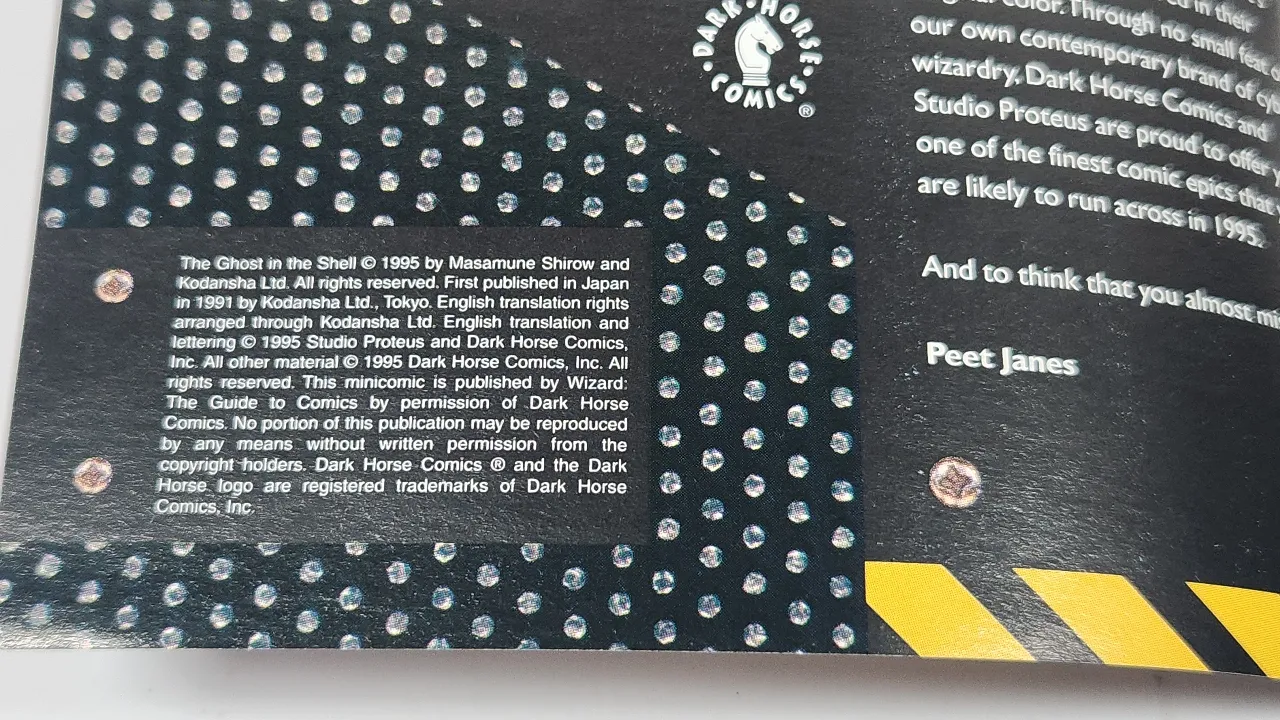 DARK • HORSE
• COMICS • ®
The Ghost in the Shell © 1995 by Masamune Shirow and
Kodansha Ltd. All rights reserved. First published in Japan
in 1991 by Kodansha Ltd., Tokyo. English translation rights
arranged through Kodansha Ltd. English translation and
lettering © 1995 Studio Proteus and Dark Horse Comics,
Inc. All other material © 1995 Dark Horse Comics, Inc. All
rights reserved. This minicomic is published by Wizard:
The Guide to Comics by permission of Dark Horse
Comics. No portion of this publication may be reproduced
by any means without written permission from the
copyright holders. Dark Horse Comics ® and the Dark
Horse logo are registered trademarks of Dark Horse
Comics, Inc.
in their
color. Through no small feat
our own contemporary brand of
wizardry, Dark Horse Comics and
Studio Proteus are proud to offer
one of the finest comic epics that
are likely to run across in 1995.
And to think that you almost
Peet Janes